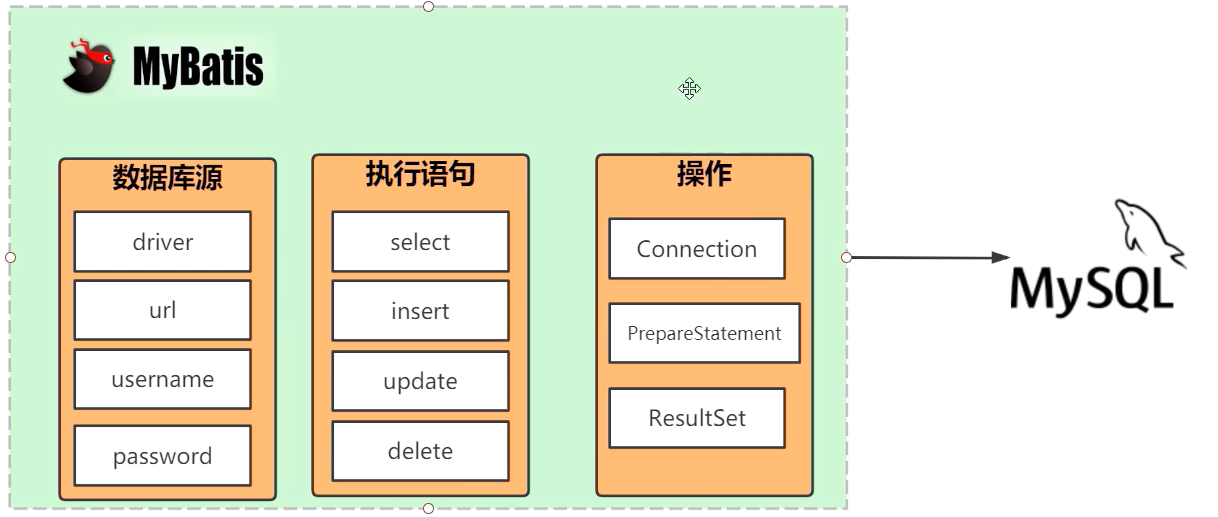 MyBatis
数据库源
driver
url
username
password
执行语句
select
insert
update
delete
操作
Connection
PrepareStatement
ResultSet
MySQL